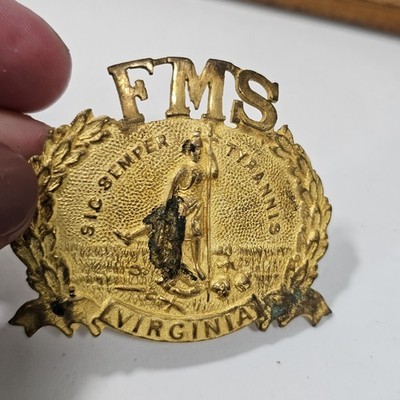 FMS
SIC SEMPER TYRANNIS
VIRGINIA